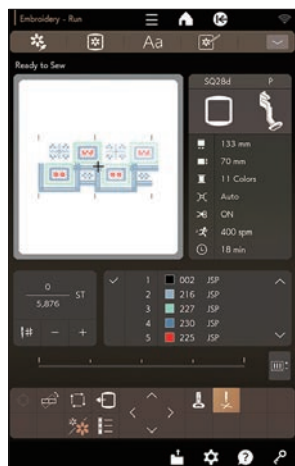 Embroidery - Run
Aa
Ready to Sew
SQ28d P
133 mm
70 mm
11 Colors
Auto
ON
400 spm
18 min
0
5,876
ST
# - +
1 002 JSP
2 216 JSP
3 227 JSP
4 230 JSP
5 225 JSP